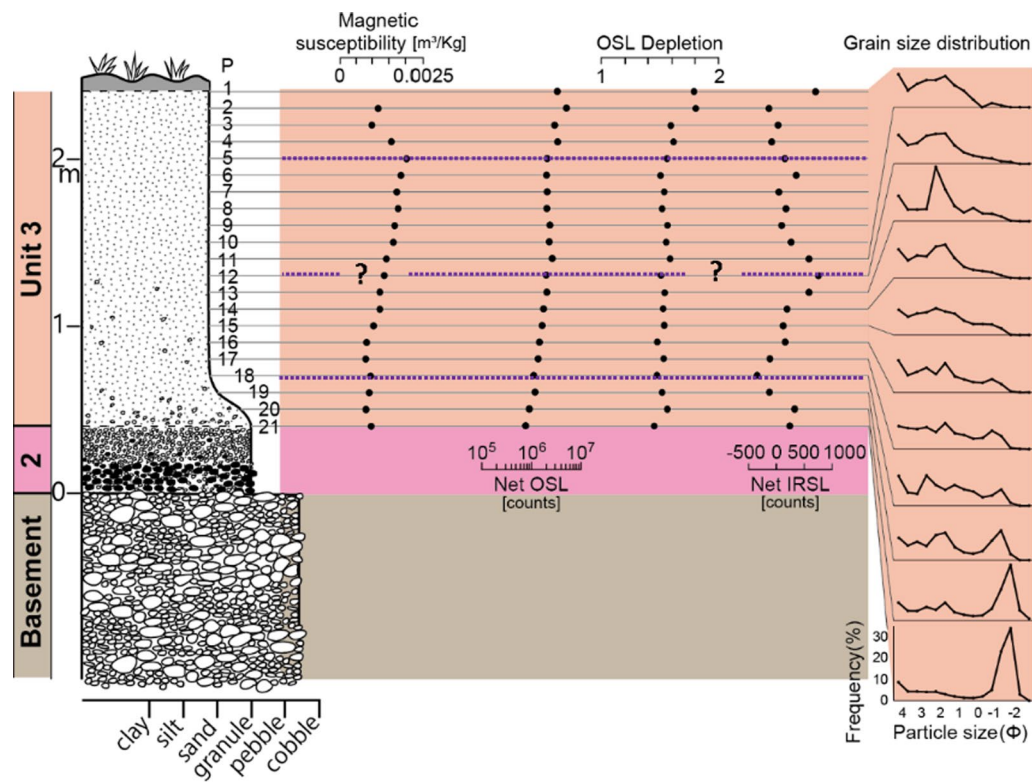 Magnetic
susceptibility [m³/Kg]
0 0.0025
OSL Depletion
1 2
Grain size distribution
P
1
2
3
4
5
6
7
8
9
10
11
12
13
14
15
16
17
18
19
20
21
2
m
1
0
? ?
Unit 3
2
Basement
10⁵ 10⁶ 10⁷
Net OSL
[counts]
-500 0 500 1000
Net IRSL
[counts]
Frequency(%)
30
20
10
0
4 3 2 1 0 -1 -2
Particle size(Φ)
clay
silt
sand
granule
pebble
cobble